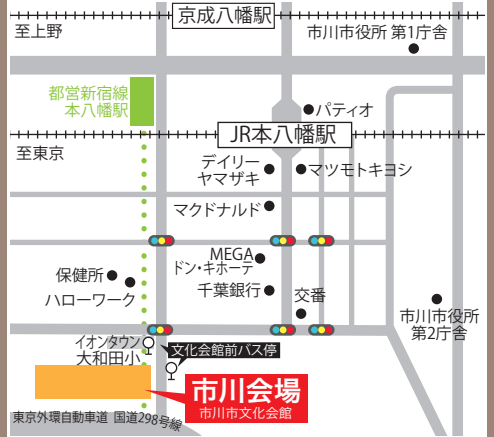 京成八幡駅
至上野
市川市役所 第1庁舎
都営新宿線
本八幡駅
パティオ
JR本八幡駅
至東京
デイリー
ヤマザキ
マツモトキヨシ
マクドナルド
MEGA
ドン・キホーテ
保健所
千葉銀行
ハローワーク
交番
市川市役所
第2庁舎
イオンタウン
大和田小
文化会館前バス停
市川会場
市川市文化会館
東京外環自動車道 国道298号線